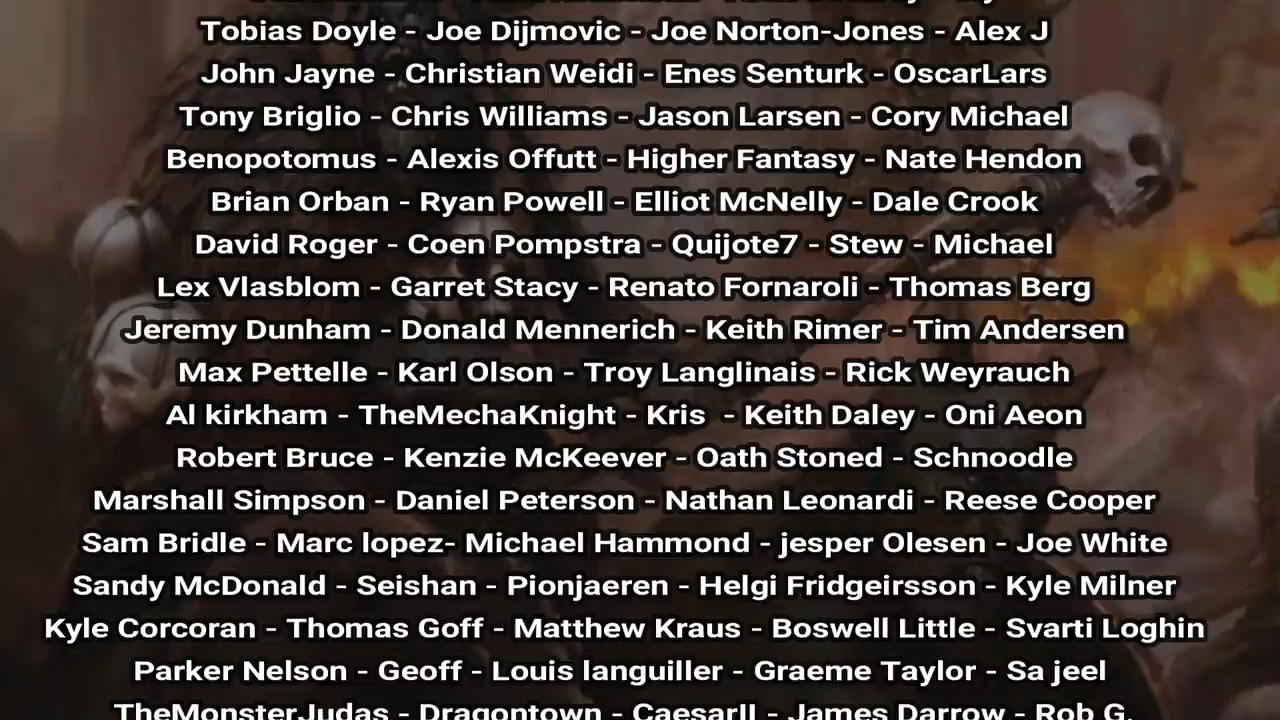 Tobias Doyle - Joe Dijmovic - Joe Norton-Jones - Alex J
John Jayne - Christian Weidi - Enes Senturk - OscarLars
Tony Briglio - Chris Williams - Jason Larsen - Cory Michael
Benopotomus - Alexis Offutt - Higher Fantasy - Nate Hendon
Brian Orban - Ryan Powell - Elliot McNelly - Dale Crook
David Roger - Coen Pompstra - Quijote7 - Stew - Michael
Lex Vlasblom - Garret Stacy - Renato Fornaroli - Thomas Berg
Jeremy Dunham - Donald Mennerich - Keith Rimer - Tim Andersen
Max Pettelle - Karl Olson - Troy Langlinais - Rick Weyrauch
Al kirkham - TheMechaKnight - Kris  - Keith Daley - Oni Aeon
Robert Bruce - Kenzie McKeever - Oath Stoned - Schnoodle
Marshall Simpson - Daniel Peterson - Nathan Leonardi - Reese Cooper
Sam Bridle - Marc lopez- Michael Hammond - jesper Olesen - Joe White
Sandy McDonald - Seishan - Pionjaeren - Helgi Fridgeirsson - Kyle Milner
Kyle Corcoran - Thomas Goff - Matthew Kraus - Boswell Little - Svarti Loghin
Parker Nelson - Geoff - Louis languiller - Graeme Taylor - Sa jeel
TheMonsterJudas - Dragontown - CaesarII - James Darrow - Rob G